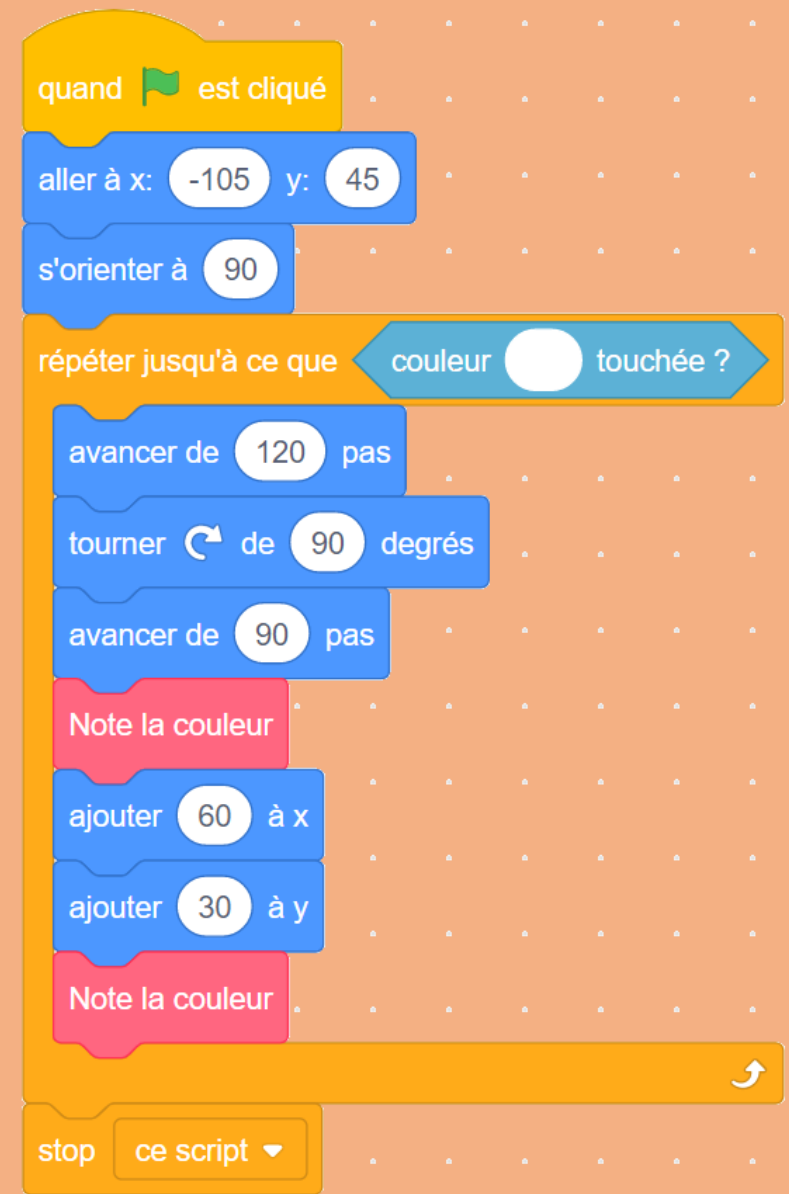 quand est cliqué
aller à x: -105 y: 45
s'orienter à 90
répéter jusqu'à ce que couleur touchée ?
avancer de 120 pas
tourner de 90 degrés
avancer de 90 pas
Note la couleur
ajouter 60 à x
ajouter 30 à y
Note la couleur
stop ce script